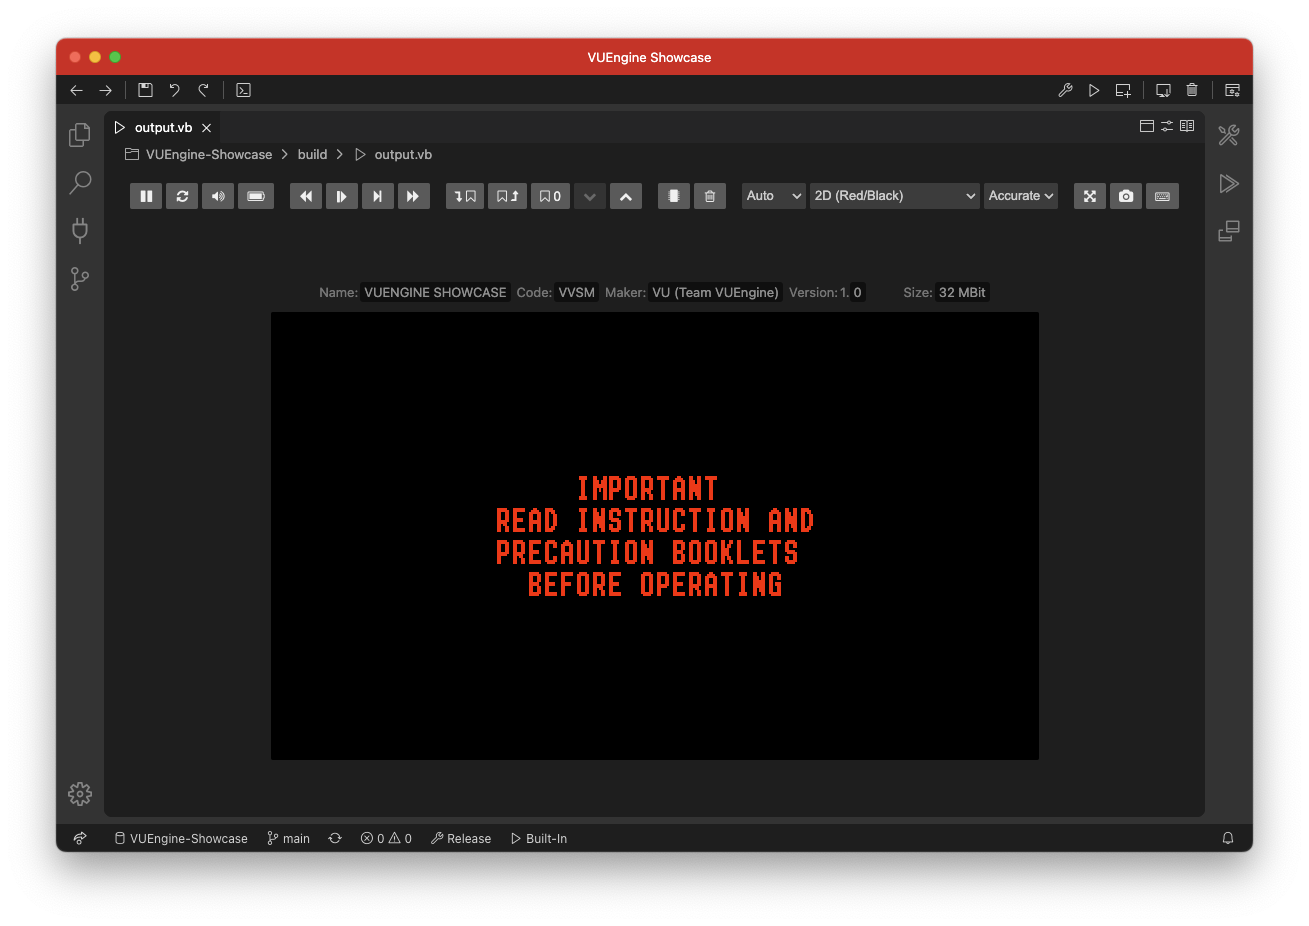 VUEngine Showcase
output.vb
VUEngine-Showcase > build > output.vb
0 Auto 2D (Red/Black) Accurate
Name: VUENGINE SHOWCASE Code: VVSM Maker: VU (Team VUEngine) Version: 1. 0 Size: 32 MBit
IMPORTANT
READ INSTRUCTION AND
PRECAUTION BOOKLETS
BEFORE OPERATING
VUEngine-Showcase main 0 0 Release Built-In